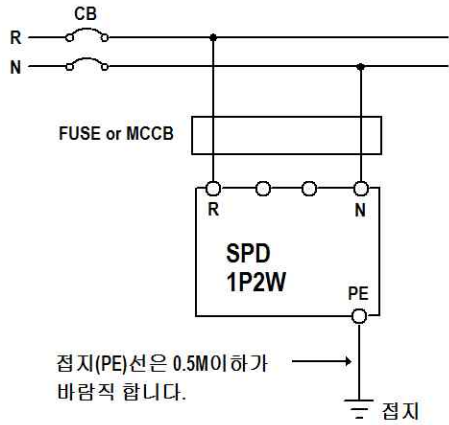 CB
R
N
FUSE or MCCB
R
N
SPD
1P2W
PE
접지(PE)선은 0.5M이하가
바람직 합니다.
접지